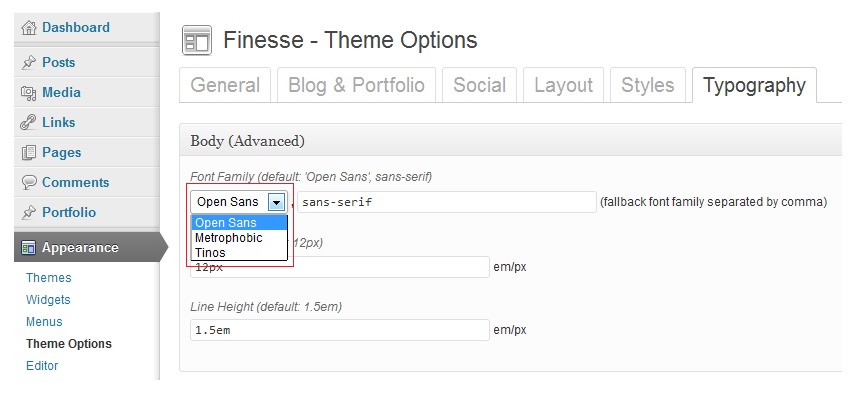 Dashboard
Posts
Media
Links
Pages
Comments
Portfolio
Appearance
Themes
Widgets
Menus
Theme Options
Editor
Finesse - Theme Options
General
Blog & Portfolio
Social
Layout
Styles
Typography
Body (Advanced)
Font Family (default: 'Open Sans', sans-serif)
Open Sans , sans-serif (fallback font family separated by comma)
Open Sans
Metrophobic
Tinos
12px)
12px em/px
Line Height (default: 1.5em)
1.5em em/px